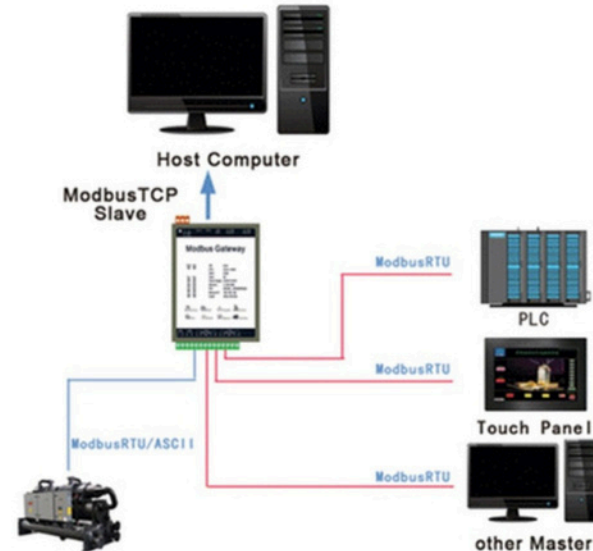 Host Computer
ModbusTCP
Slave
Modbus Gateway
ModbusRTU
PLC
ModbusRTU
Touch Panel
ModbusRTU/ASCII
ModbusRTU
other Master